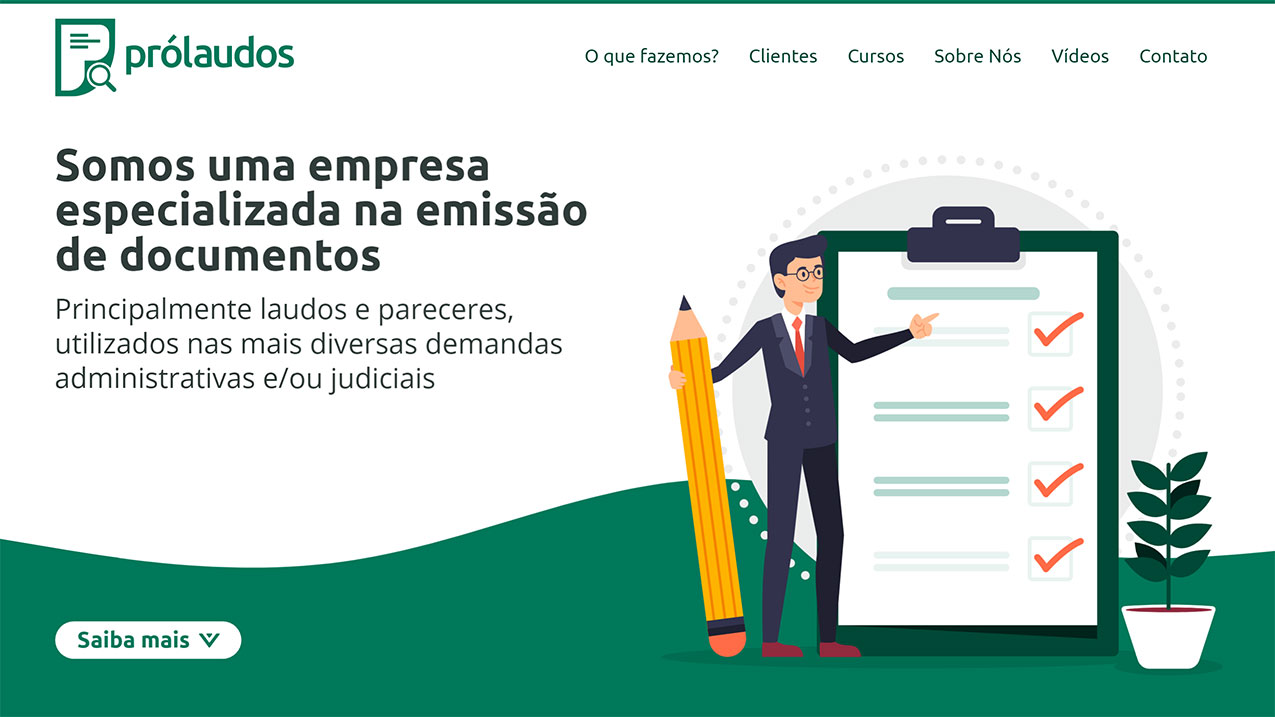 prólaudos
O que fazemos? Clientes Cursos Sobre Nós Vídeos Contato
Somos uma empresa
especializada na emissão
de documentos
Principalmente laudos e pareceres,
utilizados nas mais diversas demandas
administrativas e/ou judiciais
Saiba mais